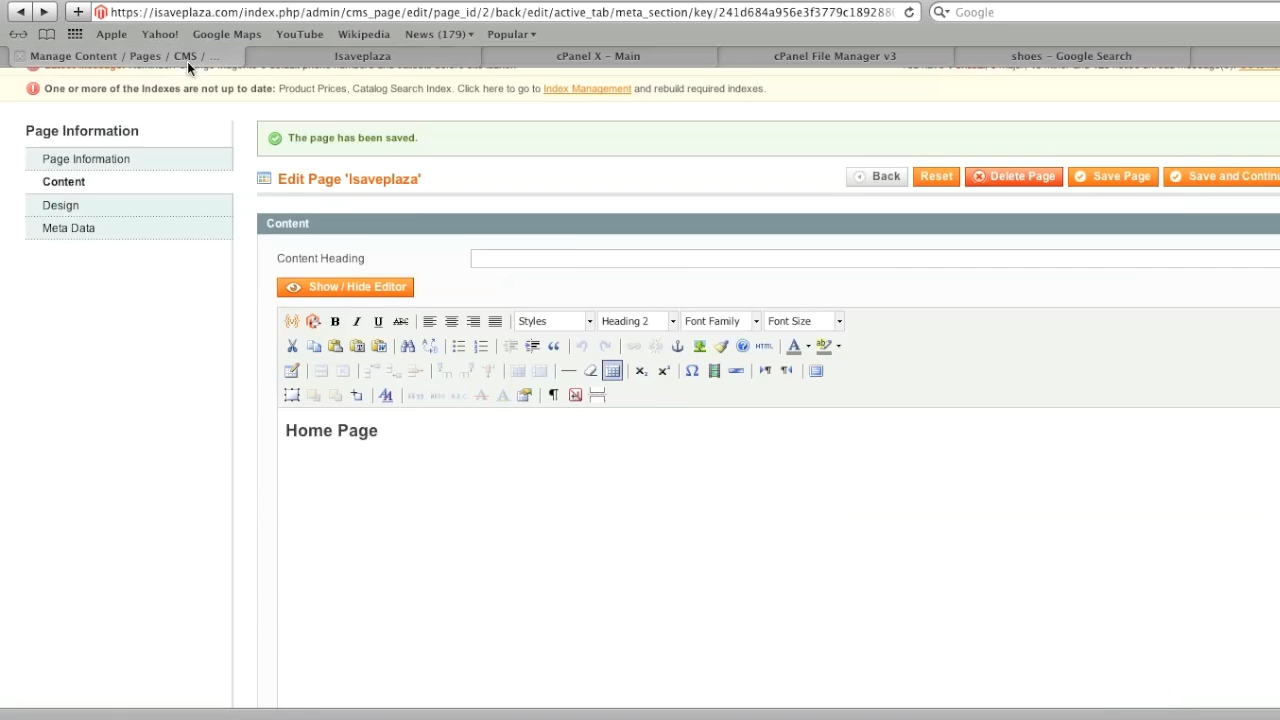 https://isaveplaza.com/index.php/admin/cms_page/edit/page_id/2/back/edit/active_tab/meta_section/key/241d684a956e3f3779c189288
Google
Apple Yahoo! Google Maps YouTube Wikipedia News (179) Popular
Manage Content / Pages / CMS / ... Isaveplaza cPanel X – Main cPanel File Manager v3 shoes – Google Search
One or more of the Indexes are not up to date: Product Prices, Catalog Search Index. Click here to go to Index Management and rebuild required indexes.
Page Information
Page Information
Content
Design
Meta Data
The page has been saved.
Edit Page 'Isaveplaza'
Back Reset Delete Page Save Page Save and Continu
Content
Content Heading
Show / Hide Editor
B I U ABC Styles Heading 2 Font Family Font Size
HTML
Home Page